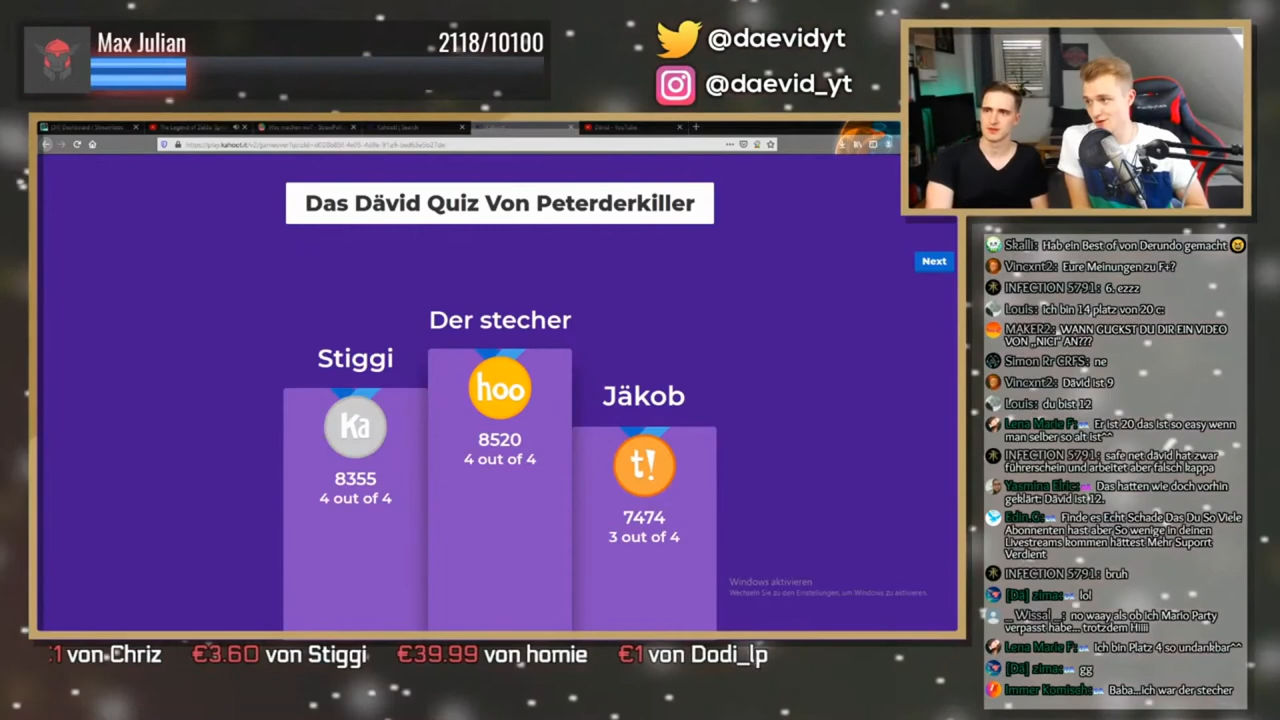 Max Julian
2118/10100
@daevidyt
@daevid_yt
Das Dävid Quiz Von Peterderkiller
Next
Der stecher
Stiggi
Jäkob
Ka
hoo
t!
8355
4 out of 4
8520
4 out of 4
7474
3 out of 4
Windows aktivieren
Wechseln Sie zu den Einstellungen, um Windows zu aktivieren.
Skalli: Hab ein Best of von Derundo gemacht
Vincxnt2: Eure Meinungen zu F+?
INFECTION 5791: 6. ezzz
Louis: ich bin 14 platz von 20 c:
MAKER2: WANN GUCKST DU DIR EIN VIDEO
VON ,,NICI" AN???
Simon Rr CRFS: ne
Vincxnt2: Dävid ist 9
Louis: du bist 12
Lena Marie F: Er ist 20 das ist so easy wenn
man selber so alt ist^^
INFECTION 5791: safe net dävid hat zwar
führerschein und arbeitet aber falsch kappa
Yasmina Elric: Das hatten wie doch vorhin
geklärt: Dävid ist 12.
Edin.G: Finde es Echt Schade Das Du So Viele
Abonnenten hast aber So wenige in deinen
Livestreams kommen hättest Mehr Suporrt
Verdient
INFECTION 5791: bruh
[Dä] zima: lol
_Wissal_: no waay als ob ich Mario Party
verpasst habe... trotzdem Hiiii
Lena Marie F: Ich bin Platz 4 so undankbar^^
[Dä] zima: gg
Immer Komisch: Baba...ich war der stecher
1 von Chriz €3.60 von Stiggi €39.99 von homie €1 von Dodi_lp